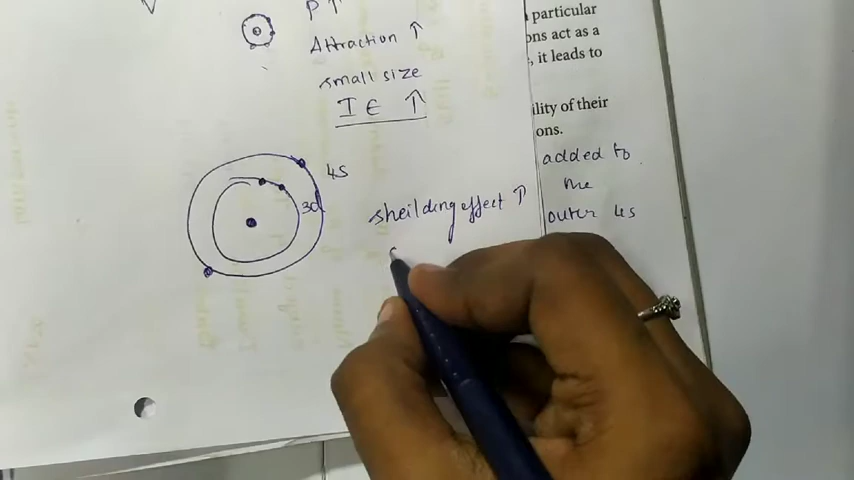 P ↑
Attraction ↑
small size
I E ↑
4S
3d
sheilding effect ↑
particular
ons act as a
, it leads to
ility of their
ons.
added to
the
outer 4s